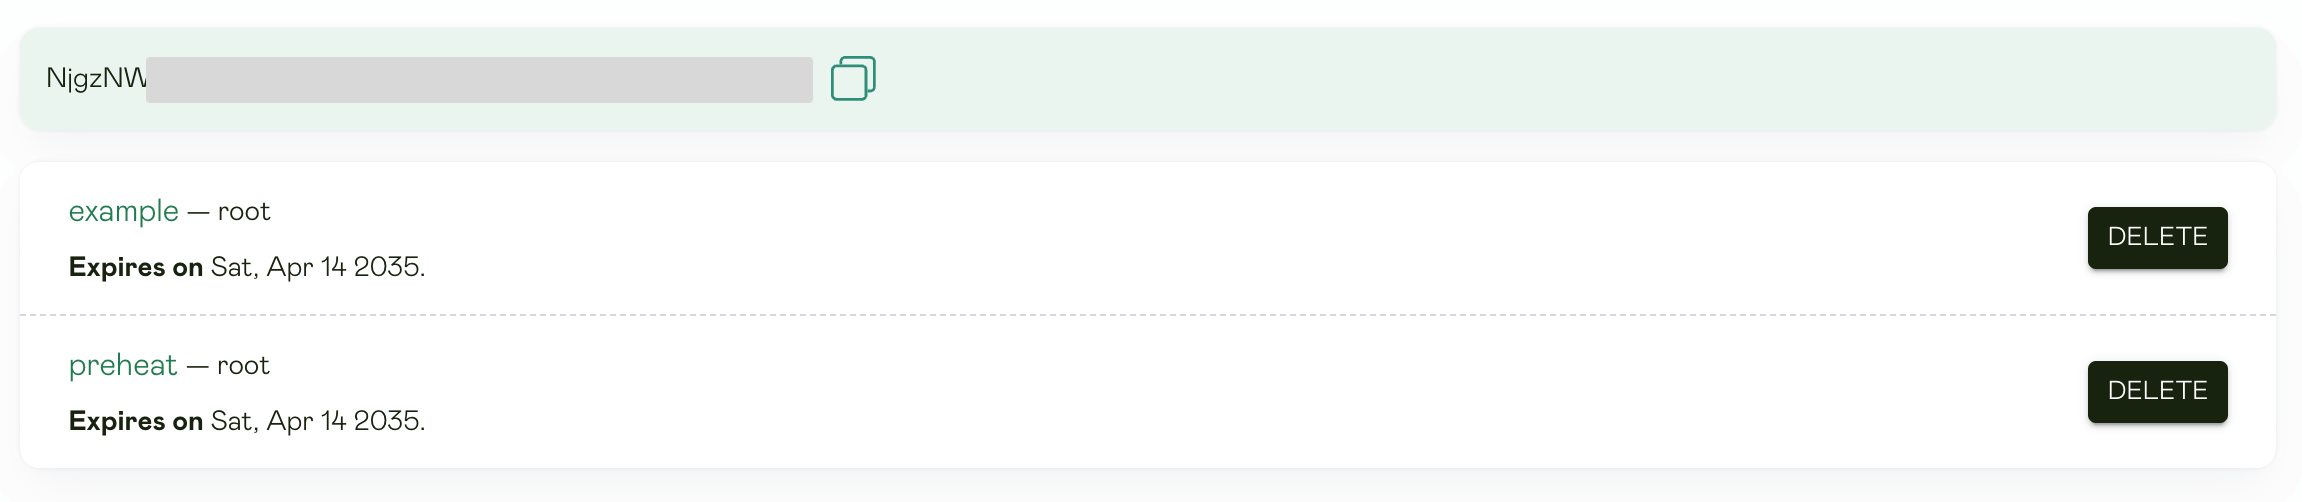 NjgzNW
example — root
DELETE
Expires on Sat, Apr 14 2035.
preheat — root
DELETE
Expires on Sat, Apr 14 2035.